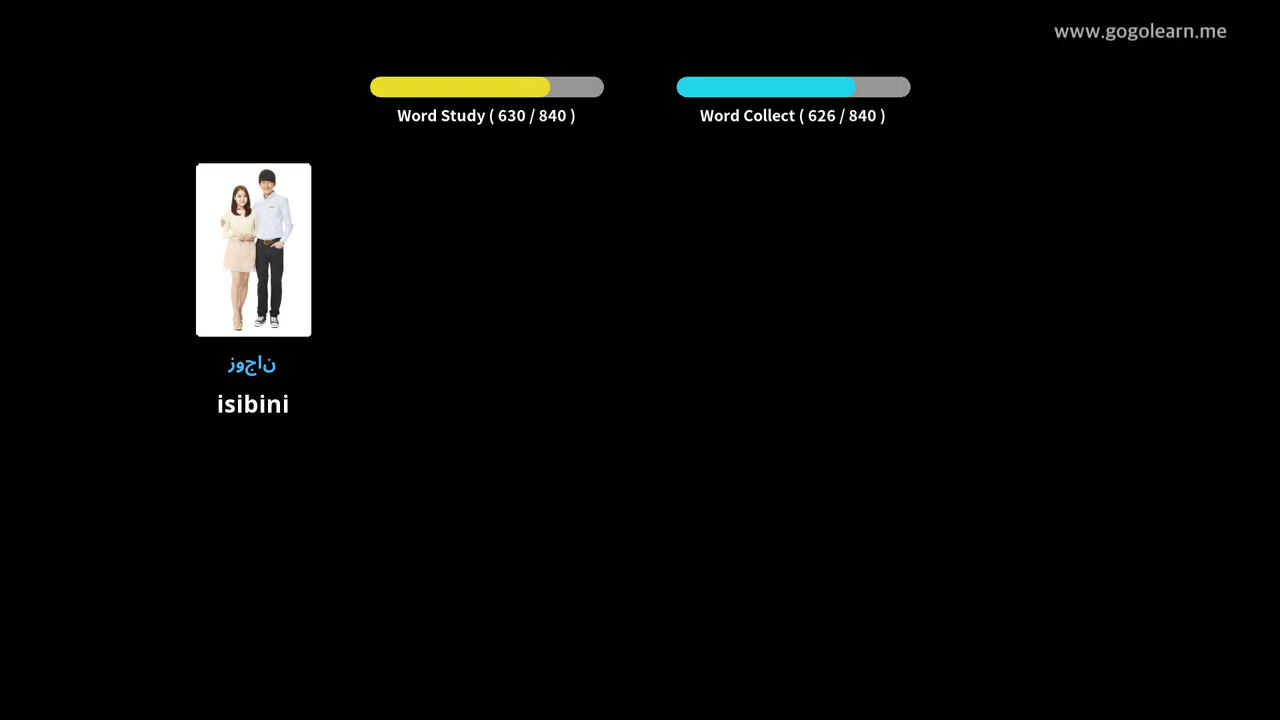 www.gogolearn.me
Word Study ( 630 / 840 )
Word Collect ( 626 / 840 )
زوجان
isibini